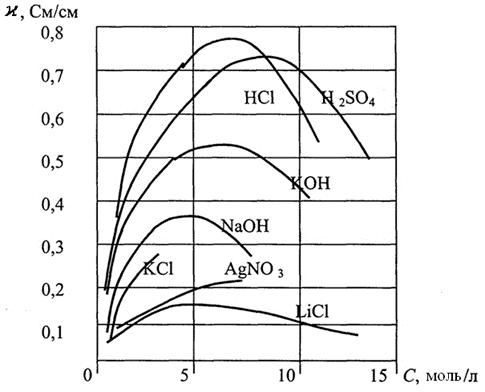 ϰ, См/см
0,8
0,7
0,6
0,5
0,4
0,3
0,2
0,1
HCl
H₂SO₄
KOH
NaOH
KCl
AgNO₃
LiCl
0 5 10 15 C, моль/л